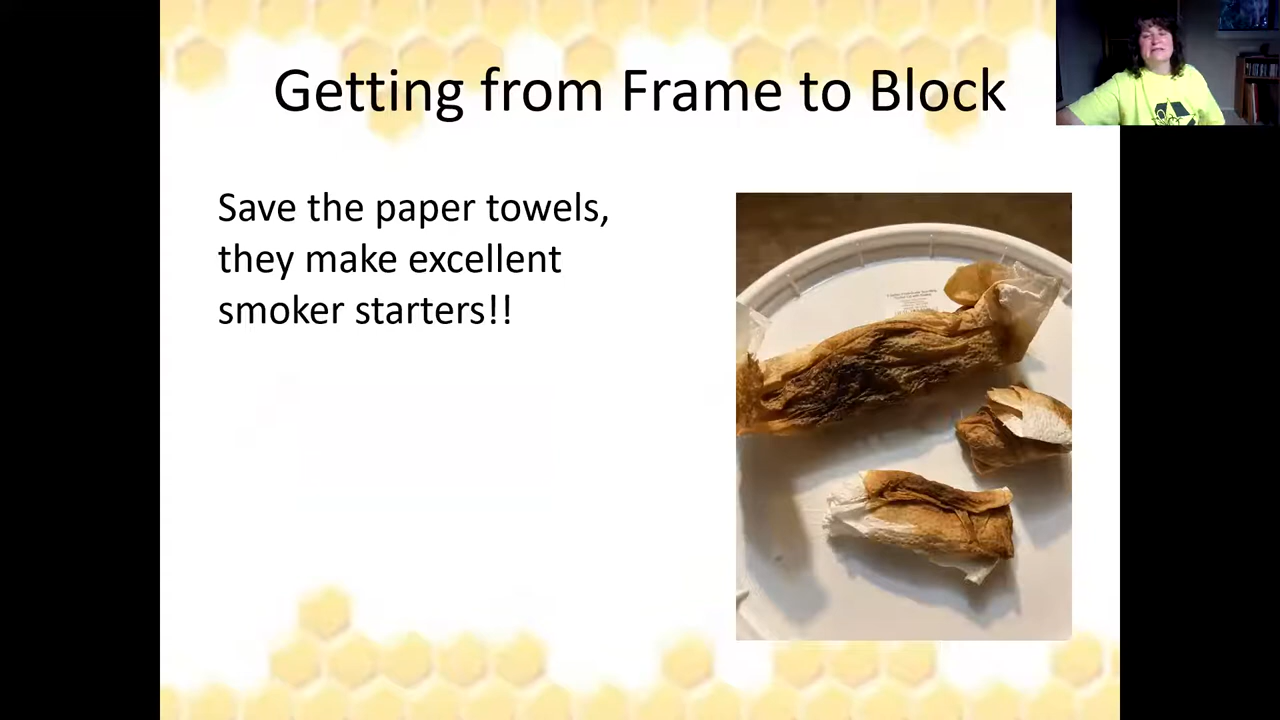 Getting from Frame to Block
Save the paper towels,
they make excellent
smoker starters!!